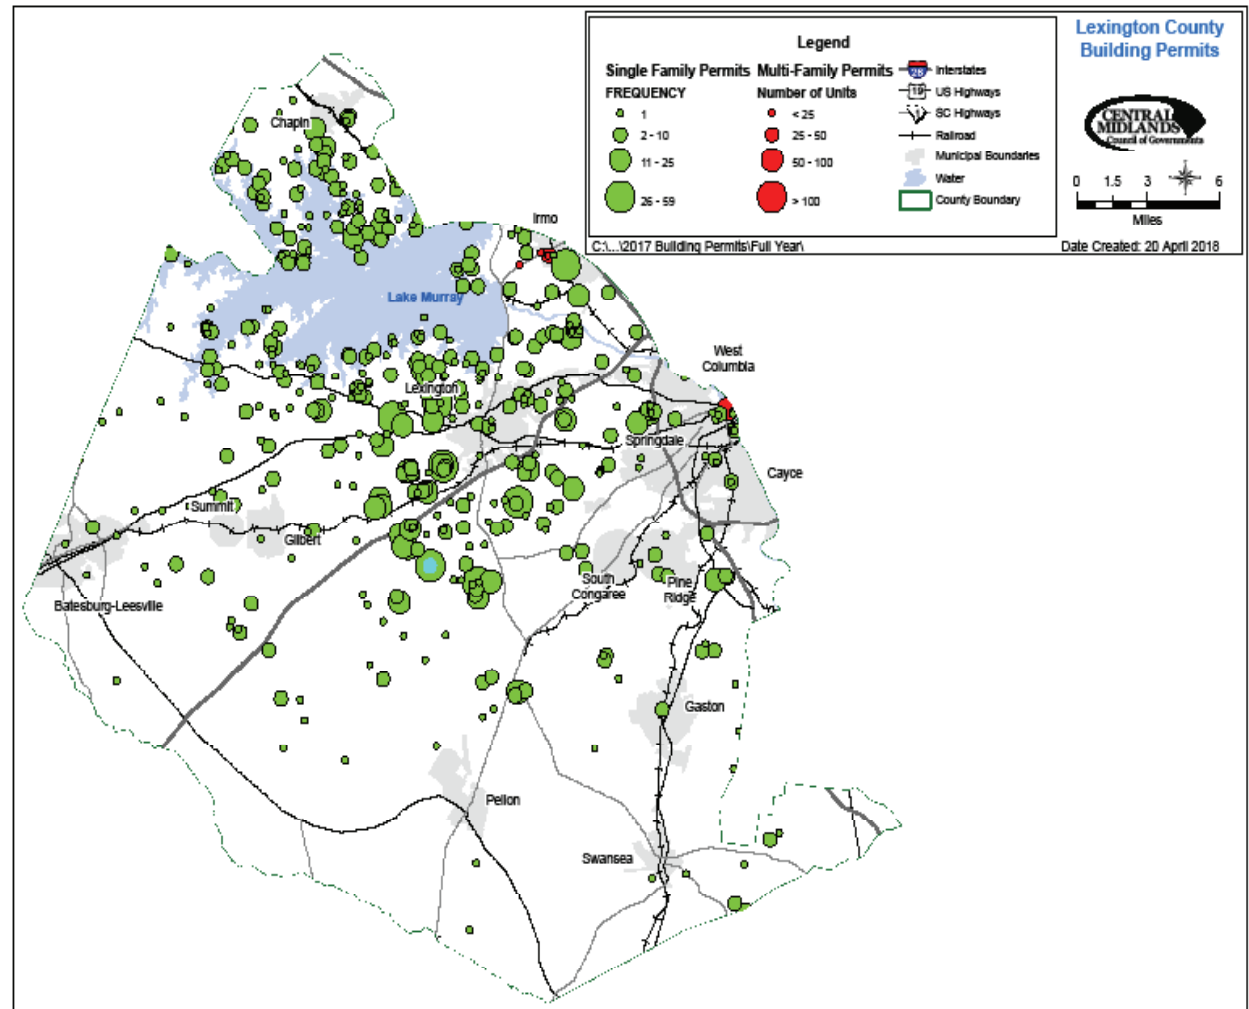 Lexington County
Building Permits
Legend
Single Family Permits
FREQUENCY
1
2 - 10
11 - 25
26 - 59
Multi-Family Permits
Number of Units
< 25
25 - 50
50 - 100
> 100
26
Interstates
19
US Highways
1
SC Highways
Railroad
Municipal Boundaries
Water
County Boundary
CENTRAL
MIDLANDS
Council of Governments
0 1.5 3 6
Miles
C:\...\2017 Building Permits\Full Year\
Date Created: 20 April 2018
Chapin
Irmo
Lake Murray
West
Columbia
Lexington
Springdale
Cayce
Summit
Gilbert
Batesburg-Leesville
South
Congaree
Pine
Ridge
Gaston
Pelion
Swansea